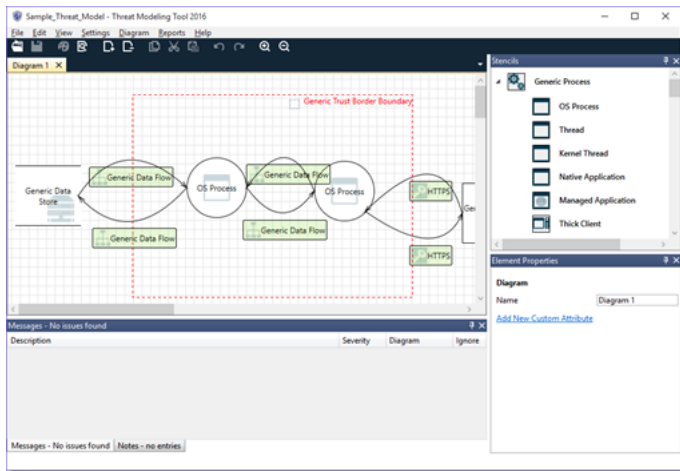 Sample_Threat_Model - Threat Modeling Tool 2016
File Edit View Settings Diagram Reports Help
Diagram 1
Generic Trust Border Boundary
Generic Data Flow
Generic Data Flow
HTTPS
Generic Data
Store
OS Process
OS Process
Ge
Generic Data Flow
Generic Data Flow
HTTPS
Stencils
Generic Process
OS Process
Thread
Kernel Thread
Native Application
Managed Application
Thick Client
Element Properties
Diagram
Name Diagram 1
Add New Custom Attribute
Messages - No issues found
Description Severity Diagram Ignore
Messages - No issues found Notes - no entries